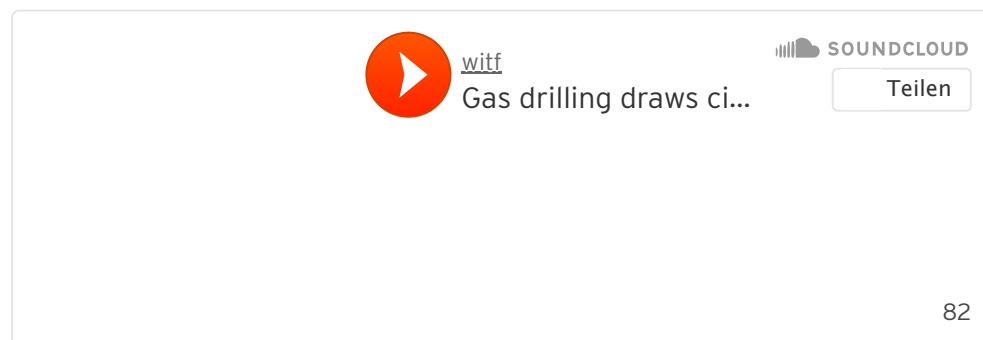 witf
SOUNDCLOUD
Gas drilling draws ci...
Teilen
82